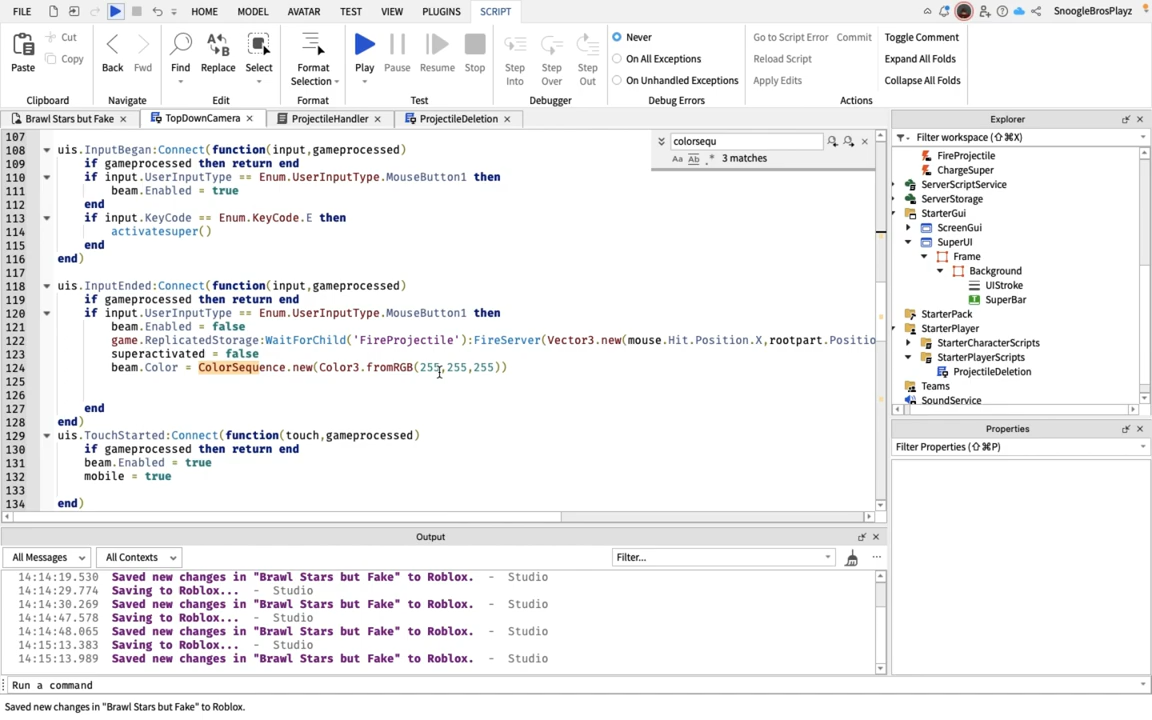 FILE HOME MODEL AVATAR TEST VIEW PLUGINS SCRIPT SnoogleBrosPlayz
Paste Cut Copy Back Fwd Find Replace Select Format Selection Play Pause Resume Stop Step Into Step Over Step Out Never On All Exceptions On Unhandled Exceptions Go to Script Error Commit Reload Script Apply Edits Toggle Comment Expand All Folds Collapse All Folds
Clipboard Navigate Edit Format Test Debugger Debug Errors Actions
Brawl Stars but Fake × TopDownCamera × ProjectileHandler × ProjectileDeletion ×
colorsequ
Aa Ab .* 3 matches
107
108 uis.InputBegan:Connect(function(input,gameprocessed)
109 if gameprocessed then return end
110 if input.UserInputType == Enum.UserInputType.MouseButton1 then
111 beam.Enabled = true
112 end
113 if input.KeyCode == Enum.KeyCode.E then
114 activatesuper()
115 end
116 end)
117
118 uis.InputEnded:Connect(function(input,gameprocessed)
119 if gameprocessed then return end
120 if input.UserInputType == Enum.UserInputType.MouseButton1 then
121 beam.Enabled = false
122 game.ReplicatedStorage:WaitForChild('FireProjectile'):FireServer(Vector3.new(mouse.Hit.Position.X,rootpart.Positio
123 superactivated = false
124 beam.Color = ColorSequence.new(Color3.fromRGB(255,255,255))
125
126
127 end
128 end)
129 uis.TouchStarted:Connect(function(touch,gameprocessed)
130 if gameprocessed then return end
131 beam.Enabled = true
132 mobile = true
133
134 end)
Explorer
Filter workspace (⇧⌘X)
FireProjectile
ChargeSuper
ServerScriptService
ServerStorage
StarterGui
ScreenGui
SuperUI
Frame
Background
UIStroke
SuperBar
StarterPack
StarterPlayer
StarterCharacterScripts
StarterPlayerScripts
ProjectileDeletion
Teams
SoundService
Properties
Filter Properties (⇧⌘P)
Output
All Messages All Contexts Filter... ...
14:14:19.530 Saved new changes in "Brawl Stars but Fake" to Roblox. - Studio
14:14:29.774 Saving to Roblox... - Studio
14:14:30.269 Saved new changes in "Brawl Stars but Fake" to Roblox. - Studio
14:14:47.578 Saving to Roblox... - Studio
14:14:48.065 Saved new changes in "Brawl Stars but Fake" to Roblox. - Studio
14:15:13.383 Saving to Roblox... - Studio
14:15:13.989 Saved new changes in "Brawl Stars but Fake" to Roblox. - Studio
Run a command
Saved new changes in "Brawl Stars but Fake" to Roblox.